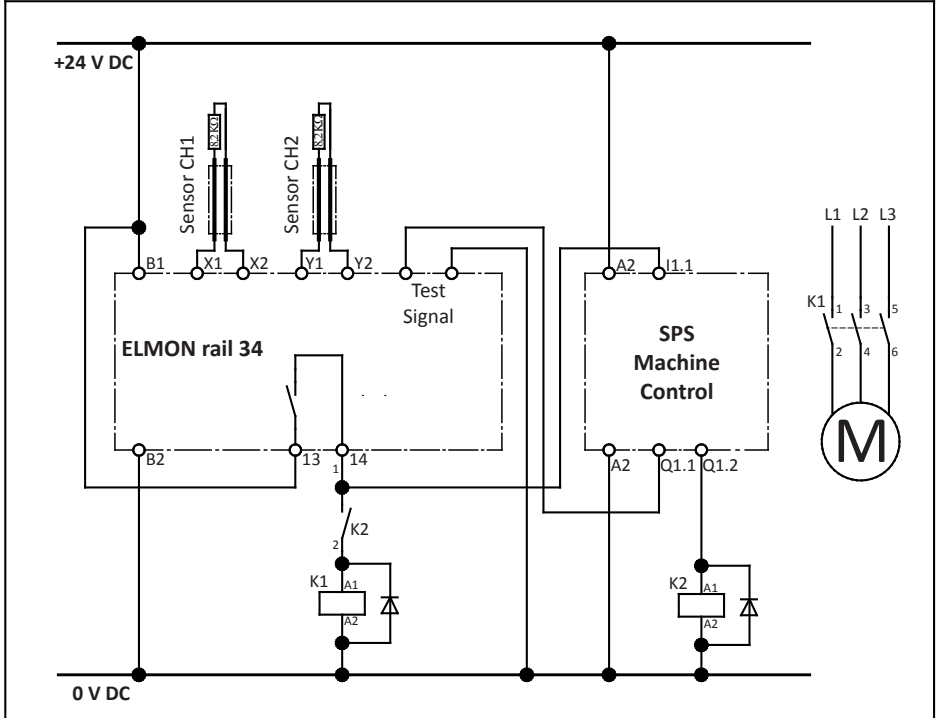 +24 V DC
Sensor CH1
8,2 KΩ
Sensor CH2
8,2 KΩ
L1 L2 L3
B1 X1 X2 Y1 Y2
Test
Signal
A2 I1.1
K1 1 3 5
2 4 6
ELMON rail 34
SPS
Machine
Control
M
B2 13 14
A2 Q1.1 Q1.2
1
K2
2
K1 A1
A2
K2 A1
A2
0 V DC